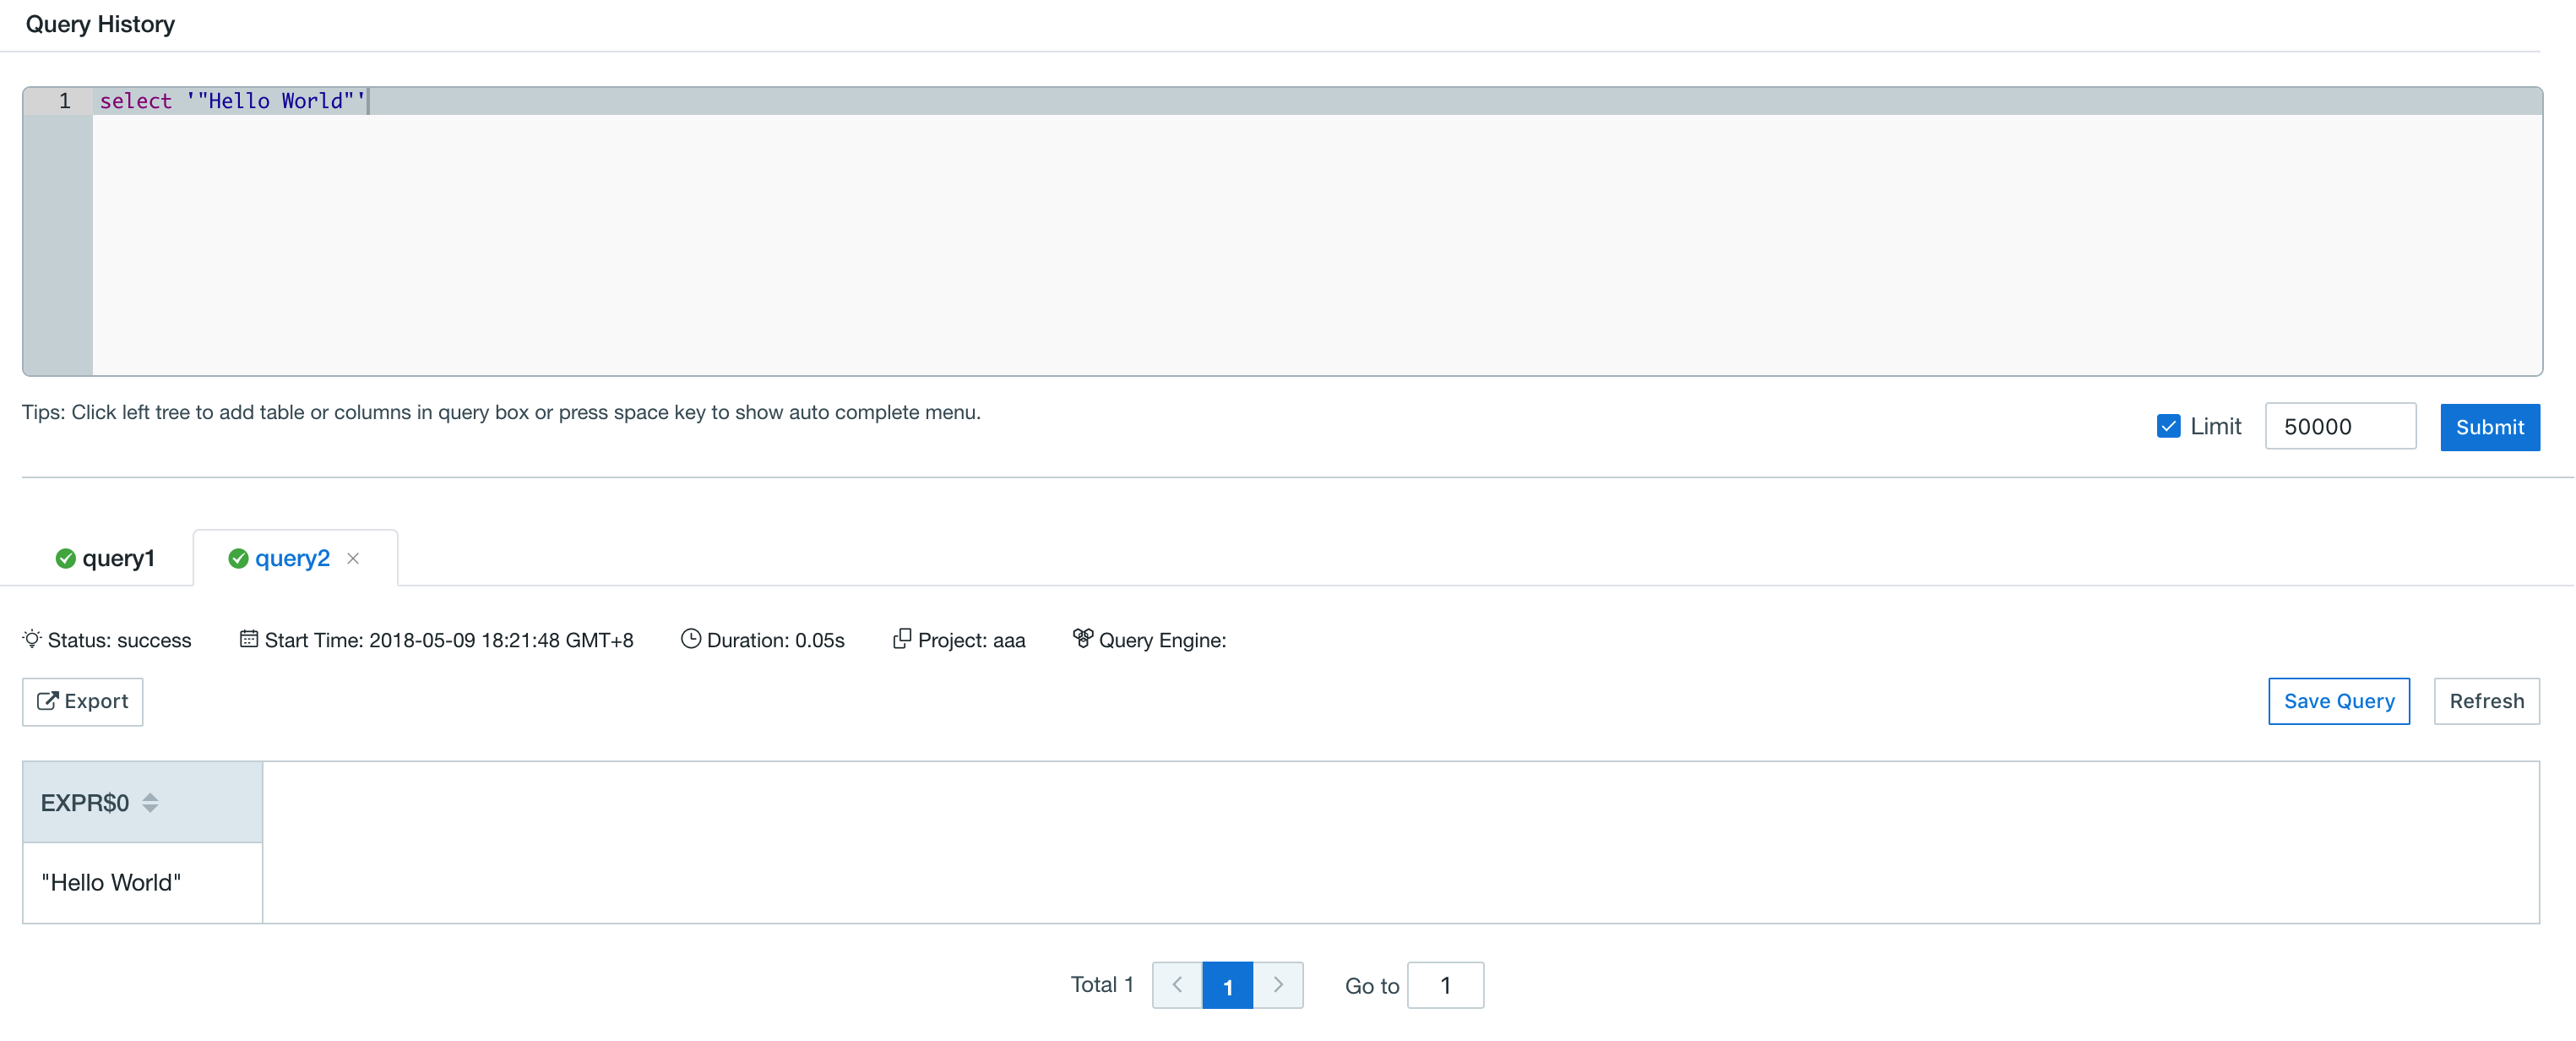 Query History
1 select '"Hello World"'
Tips: Click left tree to add table or columns in query box or press space key to show auto complete menu.
Limit 50000 Submit
query1 query2
Status: success Start Time: 2018-05-09 18:21:48 GMT+8 Duration: 0.05s Project: aaa Query Engine:
Export Save Query Refresh
EXPR$0
"Hello World"
Total 1 1 Go to 1